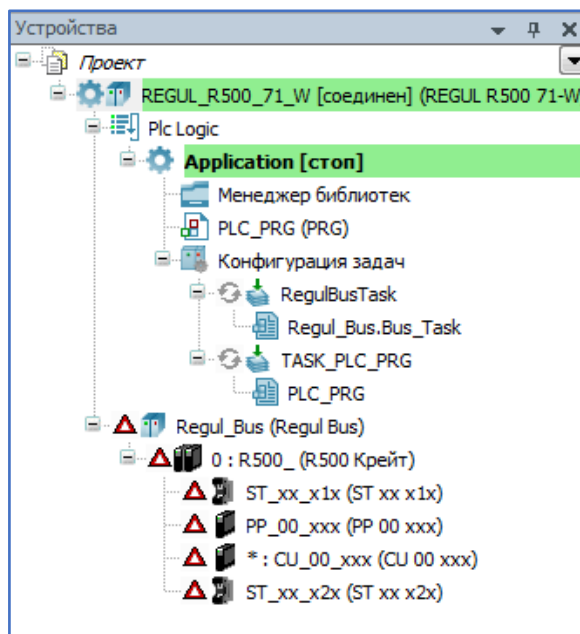 Устройства
Проект
REGUL_R500_71_W [соединен] (REGUL R500 71-W
Plc Logic
Application [стоп]
Менеджер библиотек
PLC_PRG (PRG)
Конфигурация задач
RegulBusTask
Regul_Bus.Bus_Task
TASK_PLC_PRG
PLC_PRG
Regul_Bus (Regul Bus)
0 : R500_ (R500 Крейт)
ST_xx_x1x (ST xx x1x)
PP_00_xxx (PP 00 xxx)
* : CU_00_xxx (CU 00 xxx)
ST_xx_x2x (ST xx x2x)